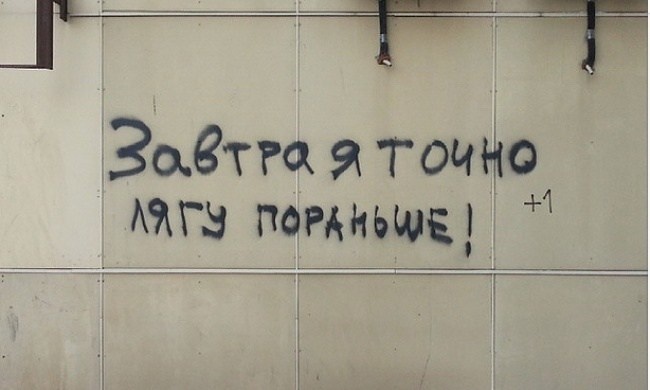 Завтра я точно
лягу пораньше!
+1